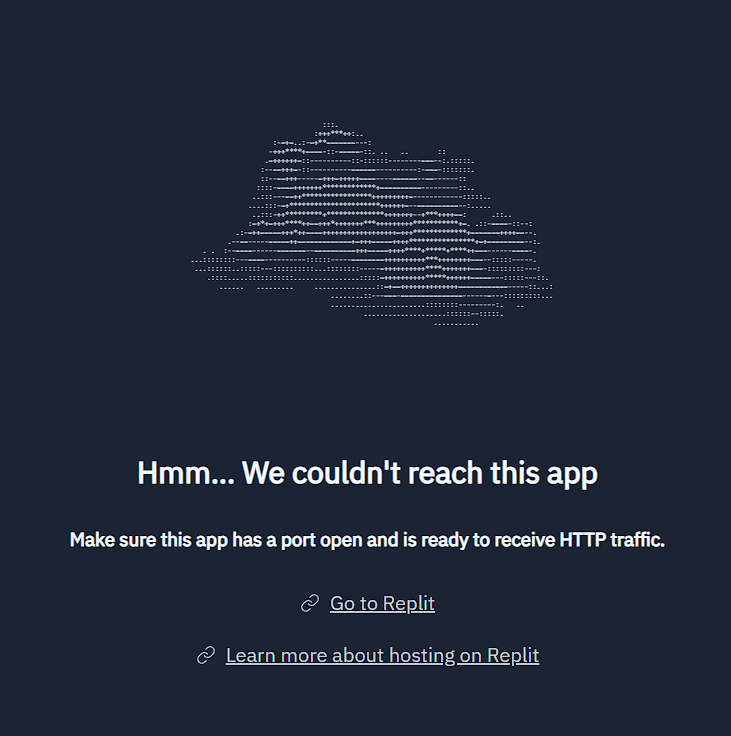 Hmm... We couldn't reach this app
Make sure this app has a port open and is ready to receive HTTP traffic.
Go to Replit
Learn more about hosting on Replit